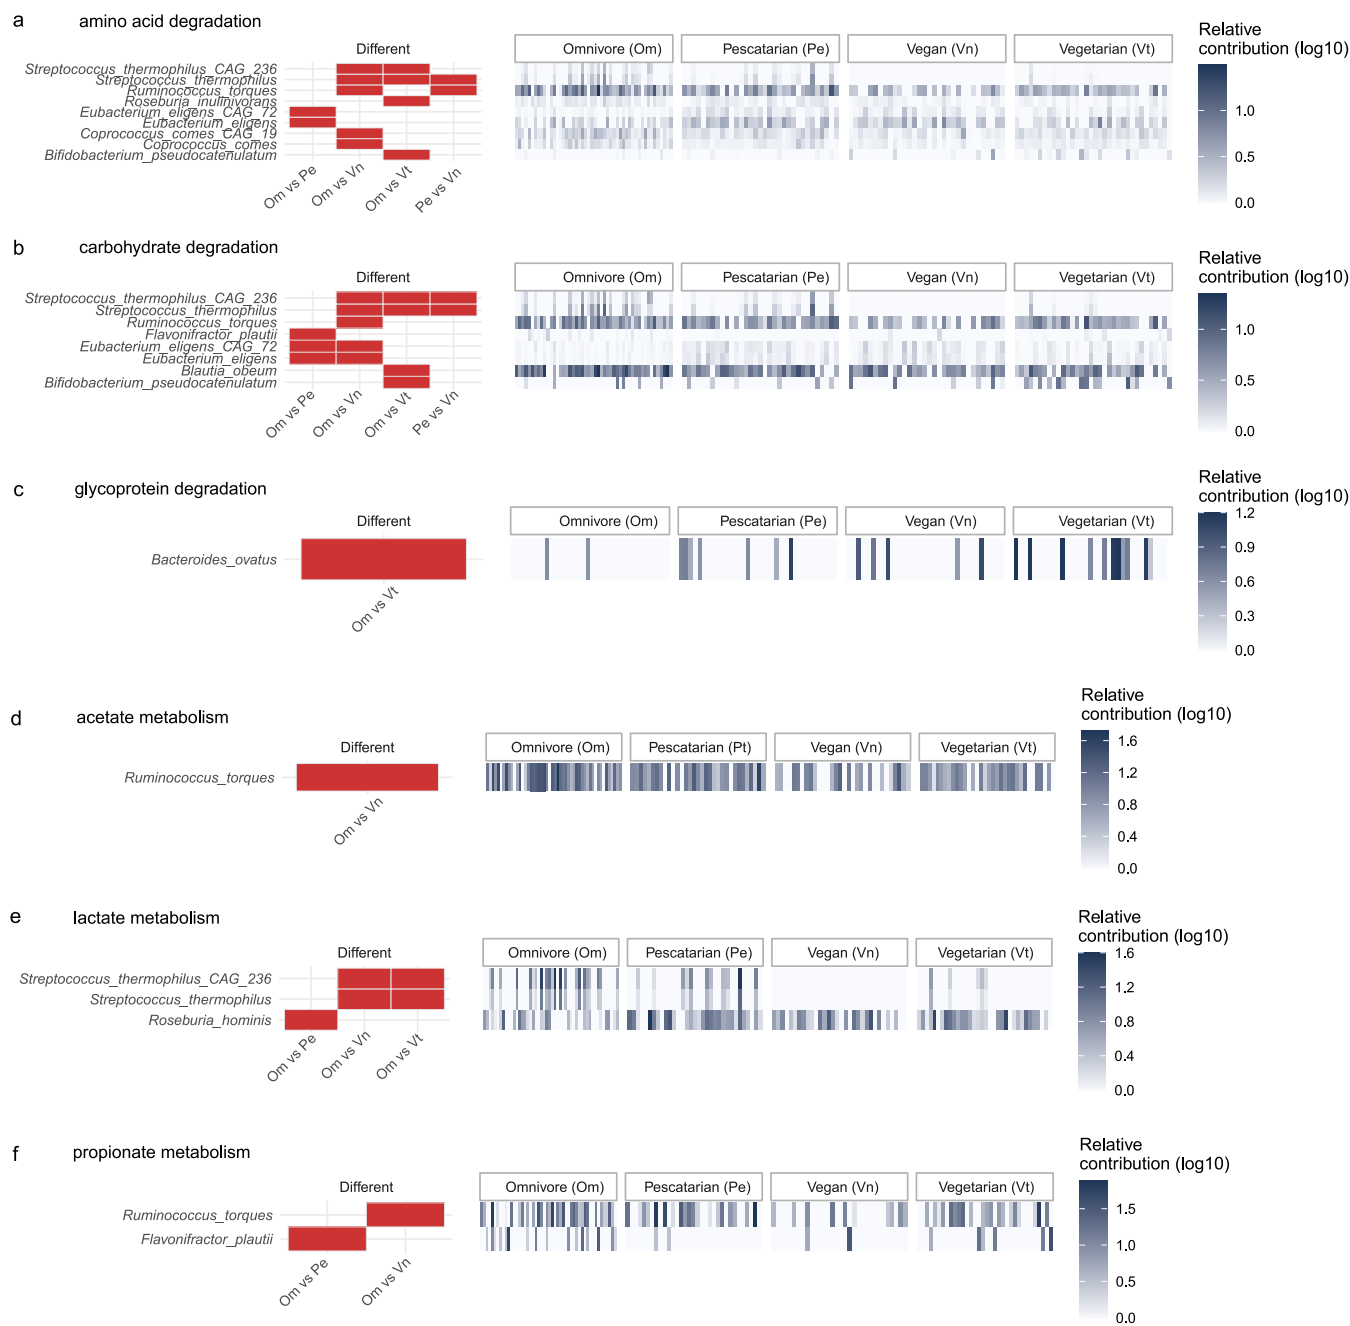 a amino acid degradation
Different
Streptococcus_thermophilus_CAG_236
Streptococcus_thermophilus
Ruminococcus_torques
Roseburia_inulinivorans
Eubacterium_eligens_CAG_72
Eubacterium_eligens
Coprococcus_comes_CAG_19
Coprococcus_comes
Bifidobacterium_pseudocatenulatum
Om vs Pe
Om vs Vn
Om vs Vt
Pe vs Vn
Omnivore (Om)
Pescatarian (Pe)
Vegan (Vn)
Vegetarian (Vt)
Relative
contribution (log10)
1.0
0.5
0.0
b carbohydrate degradation
Different
Streptococcus_thermophilus_CAG_236
Streptococcus_thermophilus
Ruminococcus_torques
Flavonifractor_plautii
Eubacterium_eligens_CAG_72
Eubacterium_eligens
Blautia_obeum
Bifidobacterium_pseudocatenulatum
Om vs Pe
Om vs Vn
Om vs Vt
Pe vs Vn
Omnivore (Om)
Pescatarian (Pe)
Vegan (Vn)
Vegetarian (Vt)
Relative
contribution (log10)
1.0
0.5
0.0
c glycoprotein degradation
Different
Bacteroides_ovatus
Om vs Vt
Omnivore (Om)
Pescatarian (Pe)
Vegan (Vn)
Vegetarian (Vt)
Relative
contribution (log10)
1.2
0.9
0.6
0.3
0.0
d acetate metabolism
Different
Ruminococcus_torques
Om vs Vn
Omnivore (Om)
Pescatarian (Pt)
Vegan (Vn)
Vegetarian (Vt)
Relative
contribution (log10)
1.6
1.2
0.8
0.4
0.0
e lactate metabolism
Different
Streptococcus_thermophilus_CAG_236
Streptococcus_thermophilus
Roseburia_hominis
Om vs Pe
Om vs Vn
Om vs Vt
Omnivore (Om)
Pescatarian (Pe)
Vegan (Vn)
Vegetarian (Vt)
Relative
contribution (log10)
1.6
1.2
0.8
0.4
0.0
f propionate metabolism
Different
Ruminococcus_torques
Flavonifractor_plautii
Om vs Pe
Om vs Vn
Omnivore (Om)
Pescatarian (Pe)
Vegan (Vn)
Vegetarian (Vt)
Relative
contribution (log10)
1.5
1.0
0.5
0.0